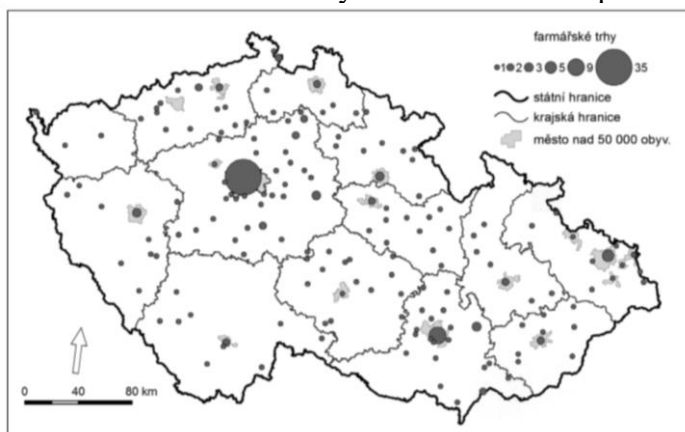 farmářské trhy
1 2 3 5 9 35
státní hranice
krajská hranice
město nad 50 000 obyv.
0 40 80 km